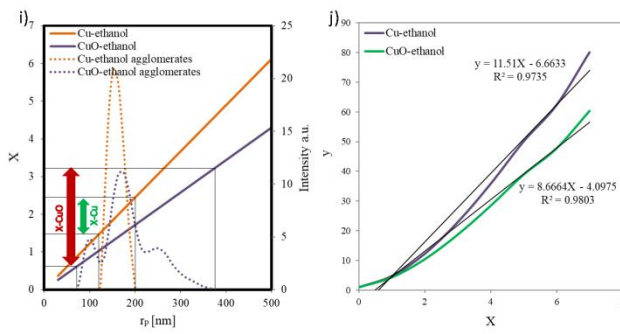 i)
Cu-ethanol
CuO-ethanol
Cu-ethanol agglomerates
CuO-ethanol agglomerates
7
6
5
4
3
2
1
0
X
X-CuO
X-Cu
25
20
15
10
5
0
Intensity a.u.
0 100 200 300 400 500
rp [nm]
j)
Cu-ethanol
CuO-ethanol
90
80
70
60
50
40
30
20
10
0
y
y = 11.51X - 6.6633
R² = 0.9735
y = 8.6664X - 4.0975
R² = 0.9803
0 2 4 6 8
X